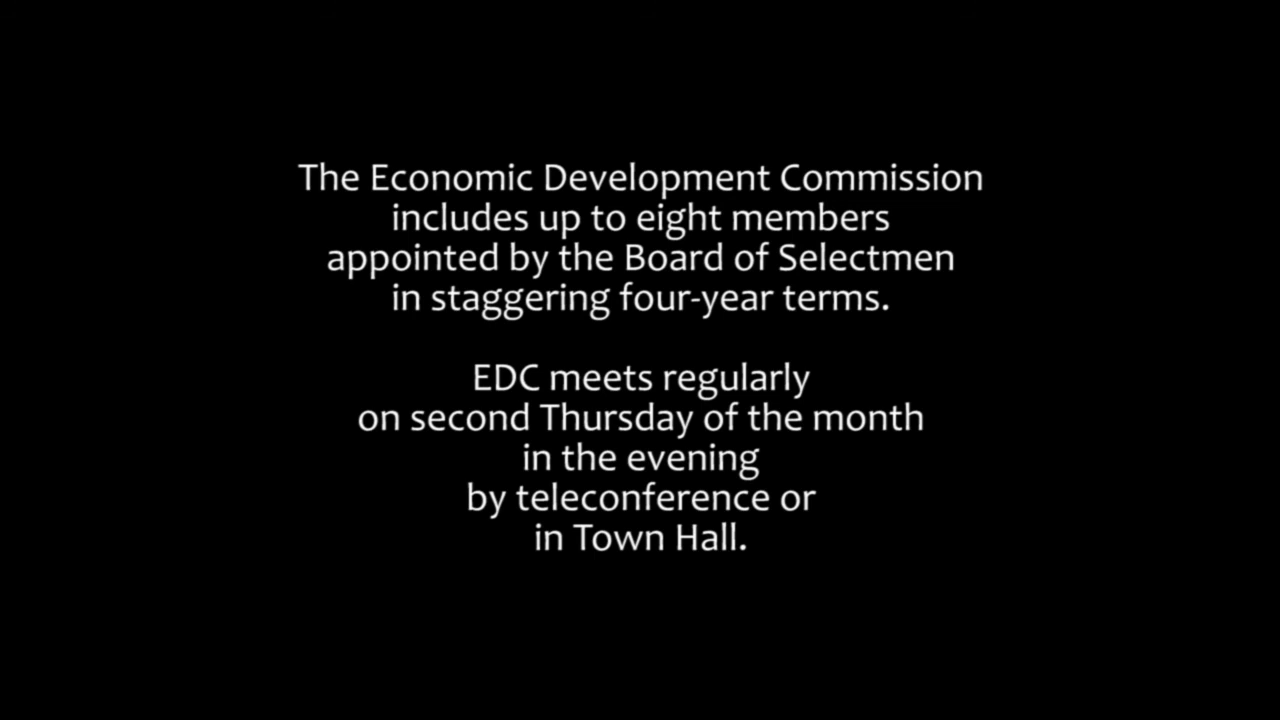 The Economic Development Commission
includes up to eight members
appointed by the Board of Selectmen
in staggering four-year terms.
EDC meets regularly
on second Thursday of the month
in the evening
by teleconference or
in Town Hall.